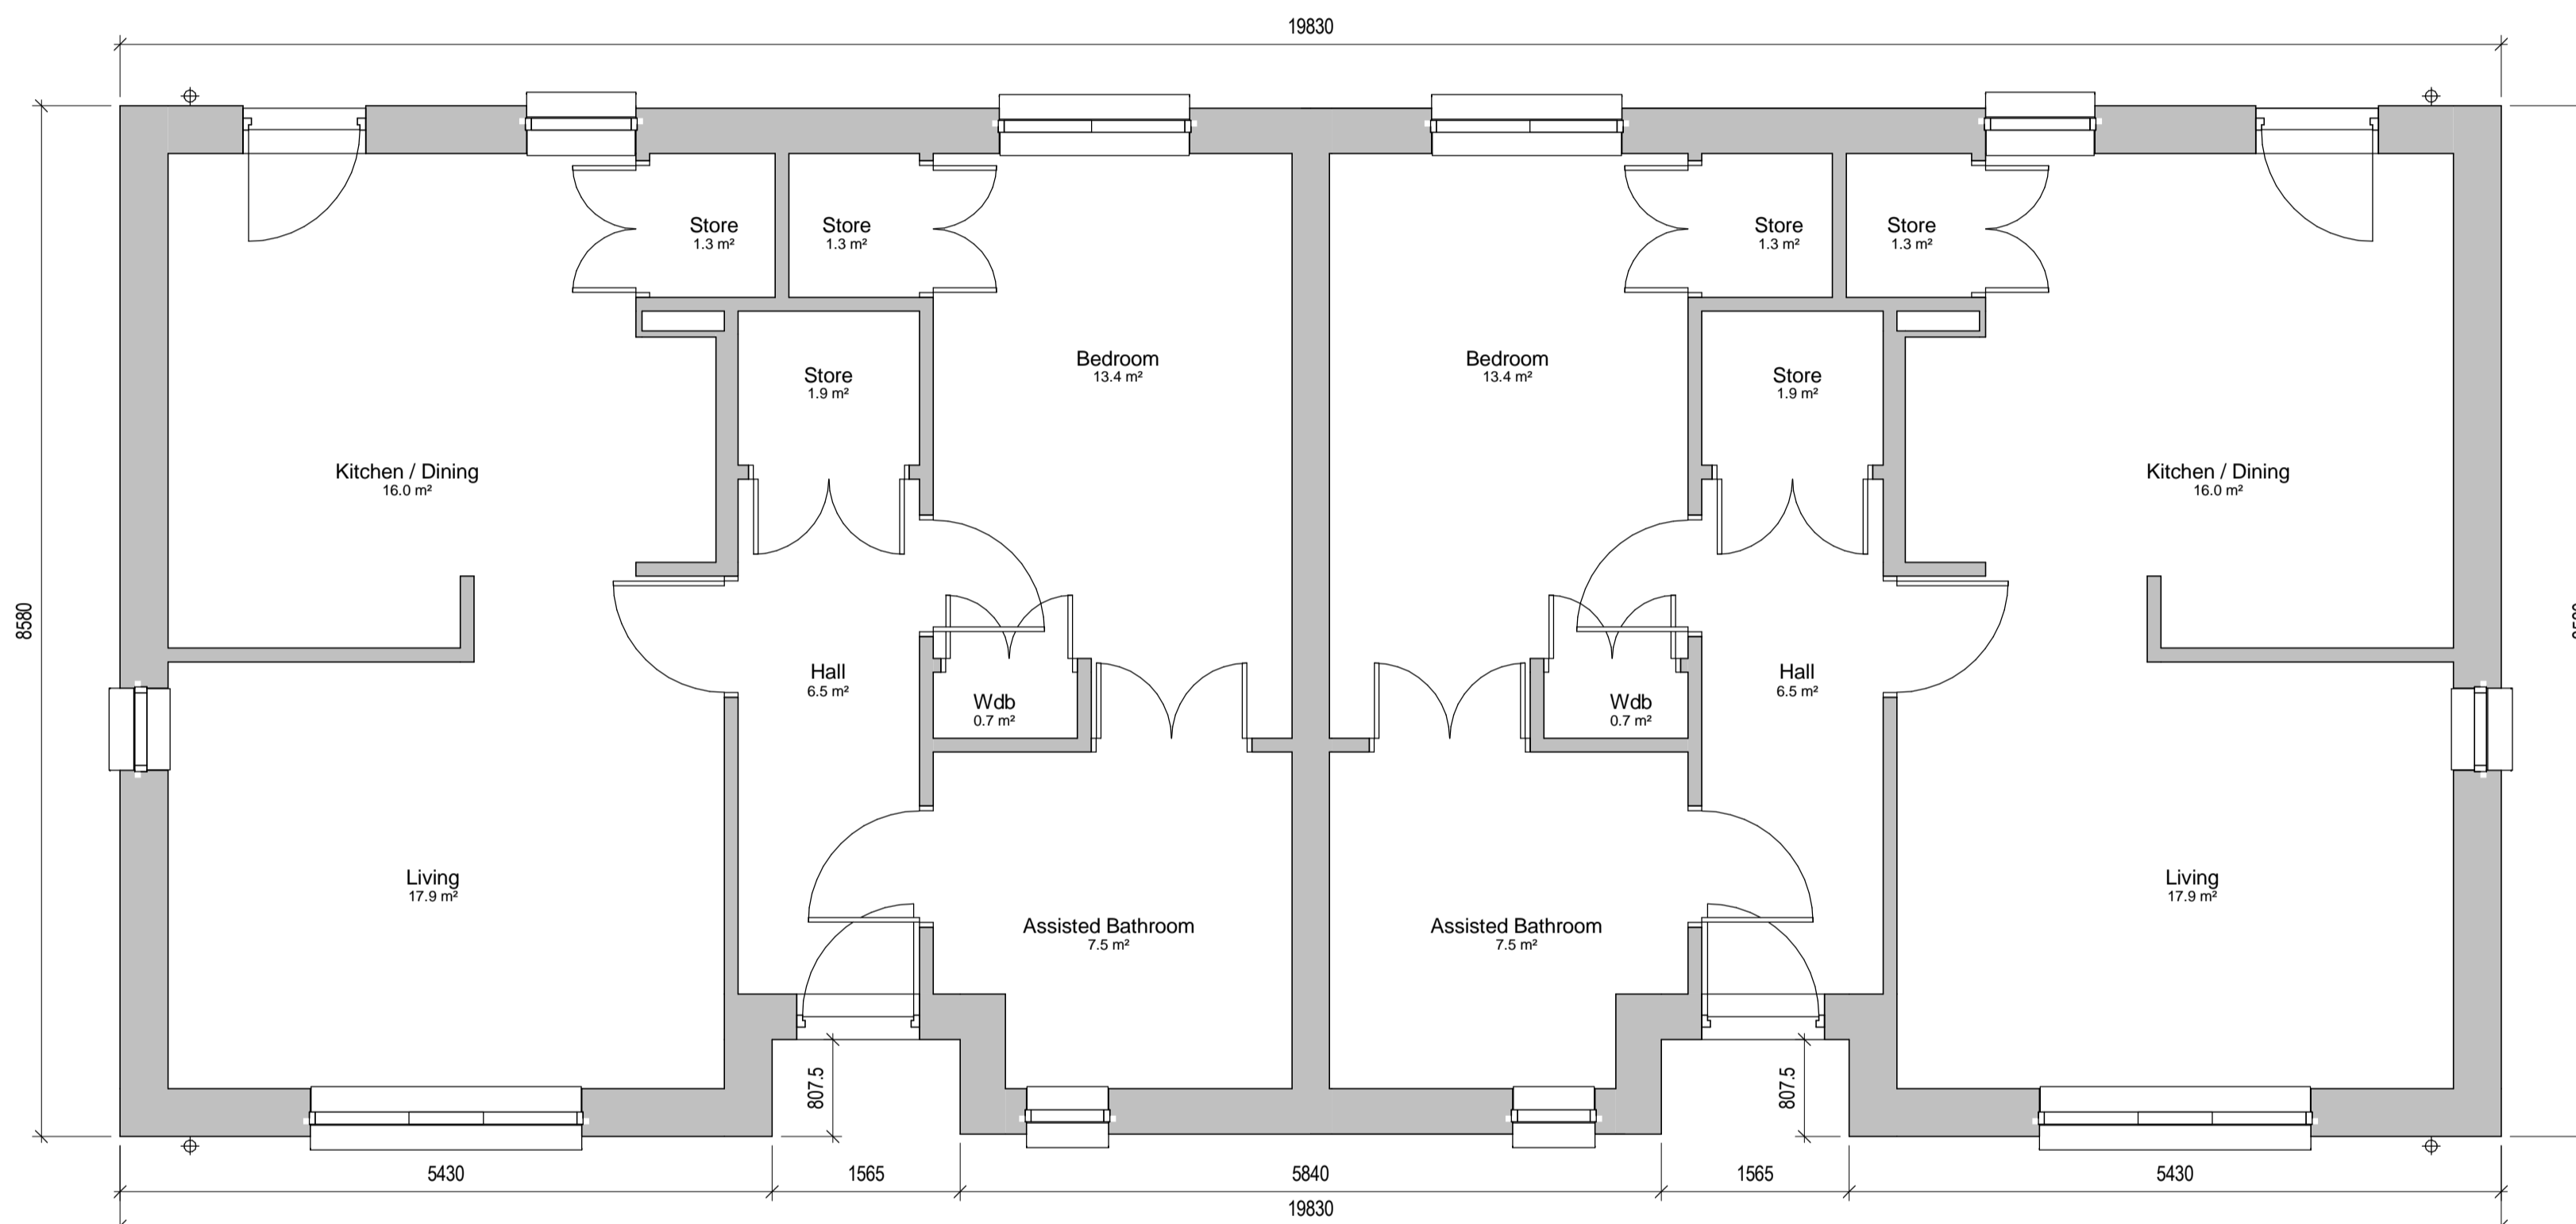 19830
Store
1.3 m²
Store
1.3 m²
Store
1.3 m²
Store
1.3 m²
Bedroom
13.4 m²
Bedroom
13.4 m²
Store
1.9 m²
Store
1.9 m²
Kitchen / Dining
16.0 m²
Kitchen / Dining
16.0 m²
8580
Hall
6.5 m²
Wdb
0.7 m²
Wdb
0.7 m²
Hall
6.5 m²
Living
17.9 m²
Living
17.9 m²
Assisted Bathroom
7.5 m²
Assisted Bathroom
7.5 m²
807.5
807.5
5430
1565
5840
1565
5430
19830